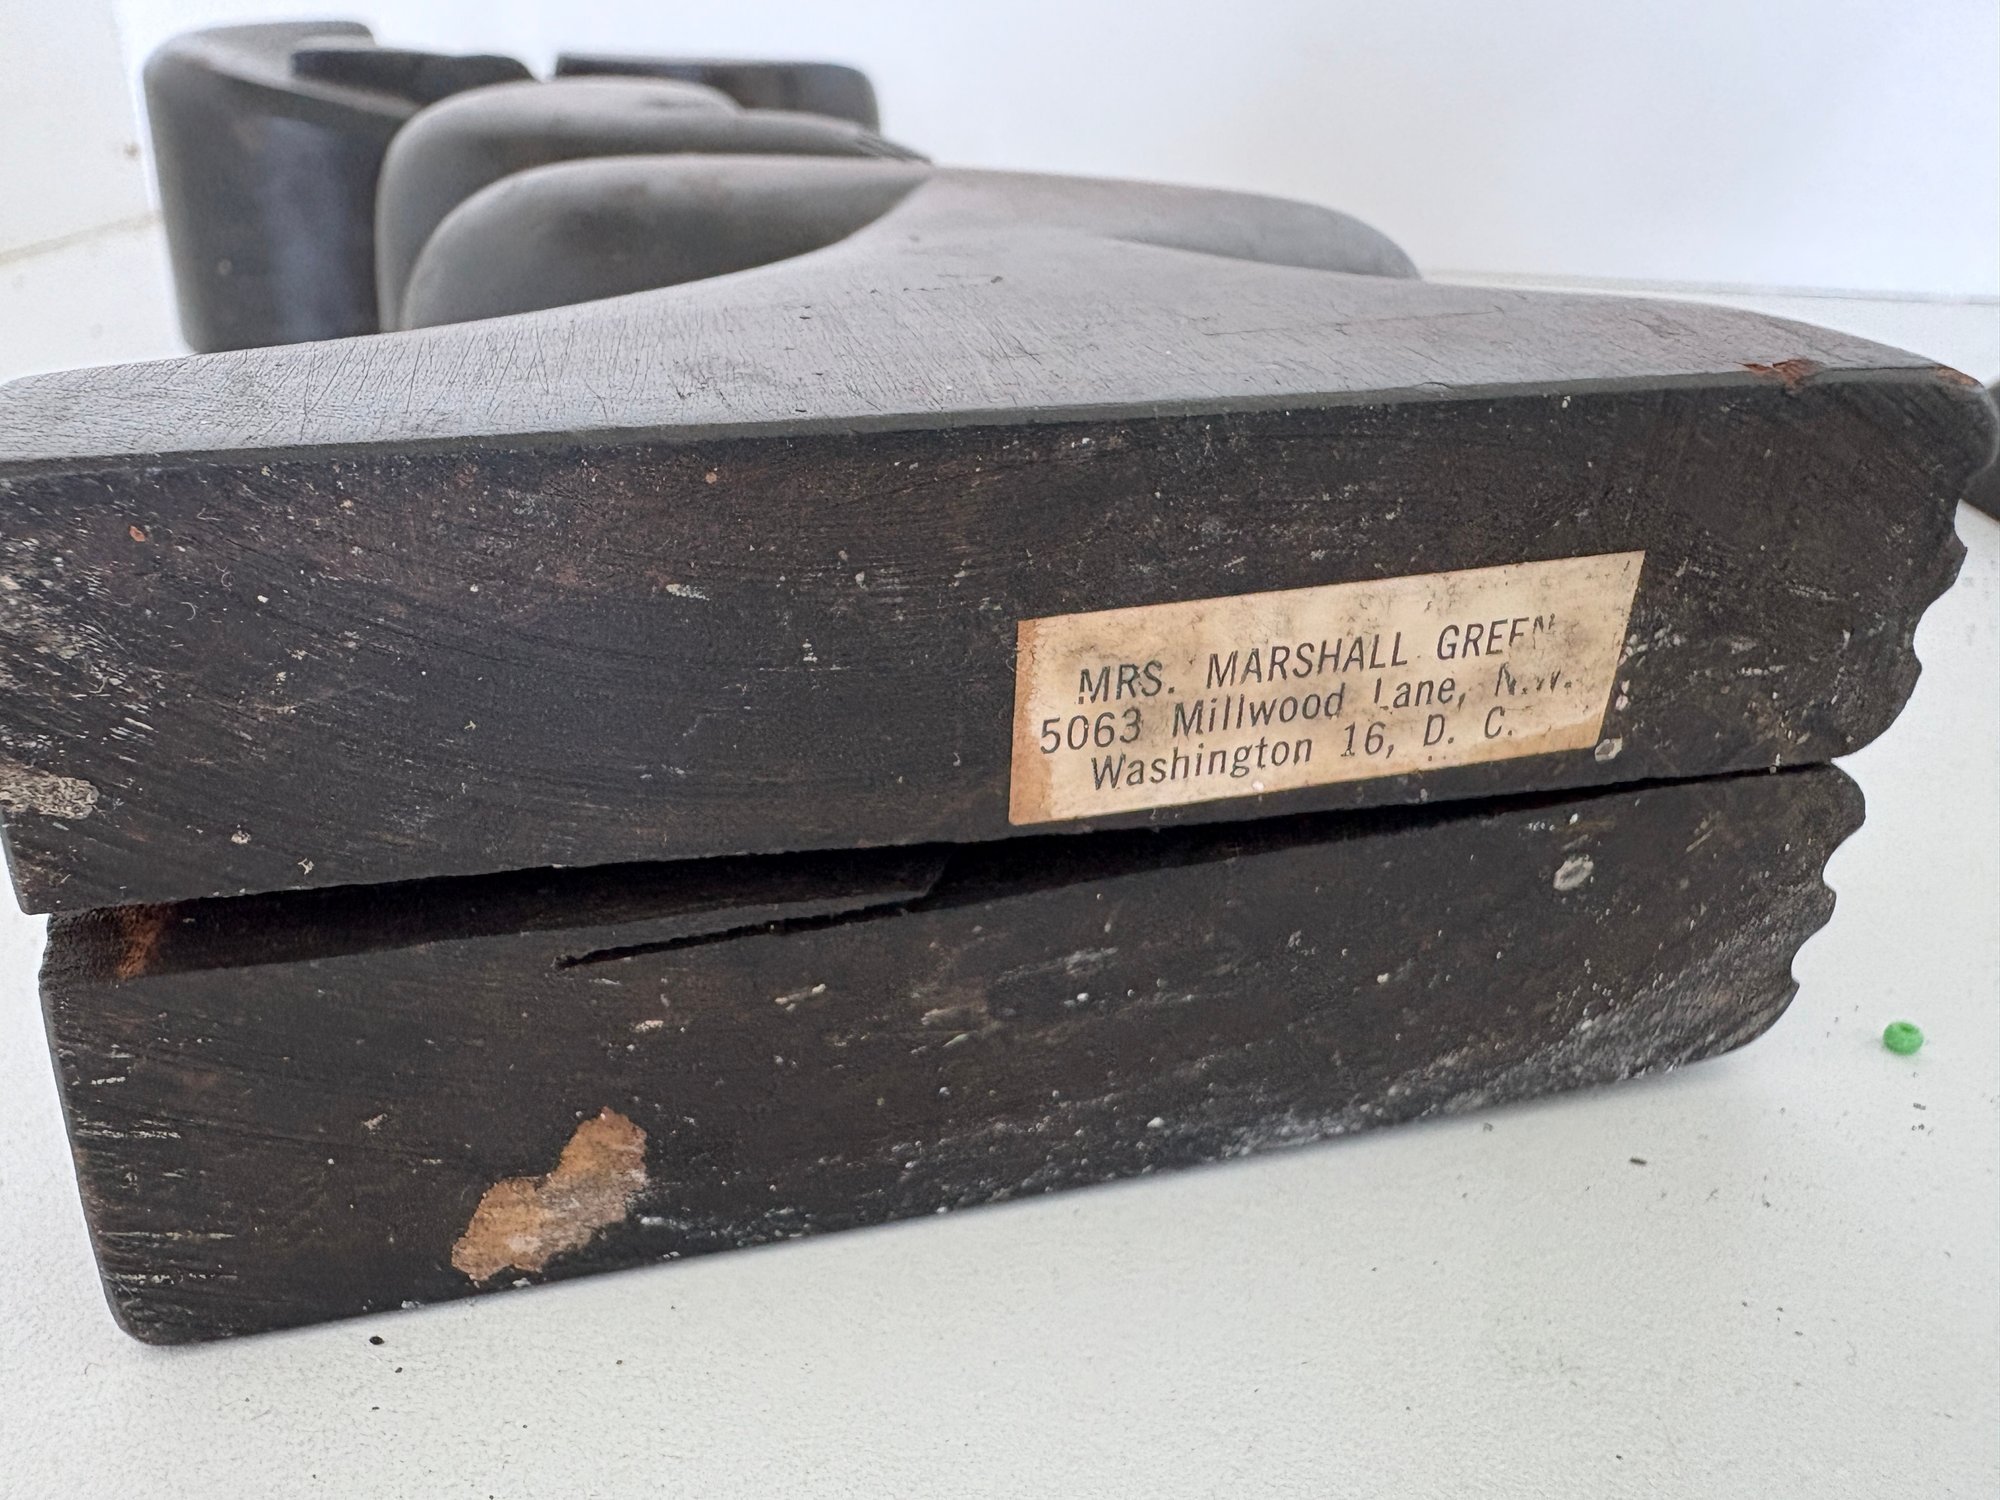 MRS. MARSHALL GREEN
5063 Millwood Lane, N.W.
Washington 16, D. C.